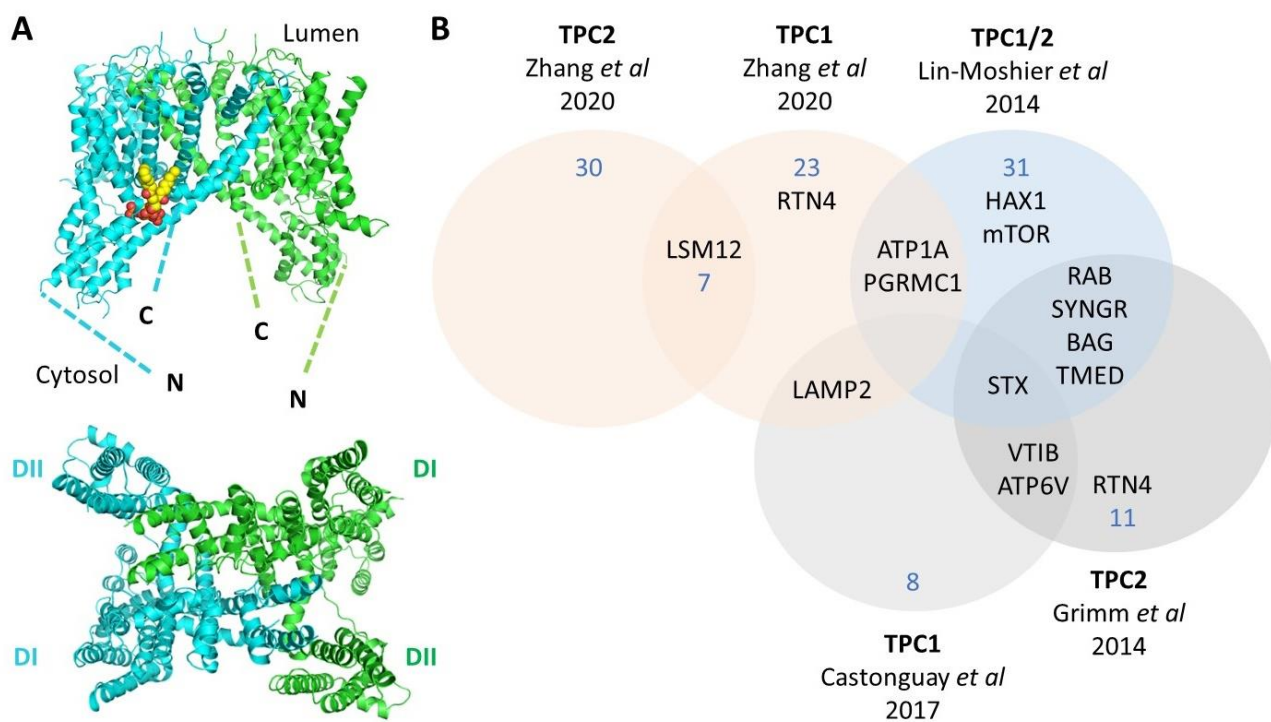 A
Lumen
C
C
Cytosol
N
N
DII
DI
DI
DII
B
TPC2
Zhang et al
2020
TPC1
Zhang et al
2020
TPC1/2
Lin-Moshier et al
2014
30
23
RTN4
31
HAX1
mTOR
LSM12
7
ATP1A
PGRMC1
RAB
SYNGR
BAG
TMED
LAMP2
STX
VTIB
ATP6V
RTN4
11
8
TPC2
Grimm et al
2014
TPC1
Castonguay et al
2017